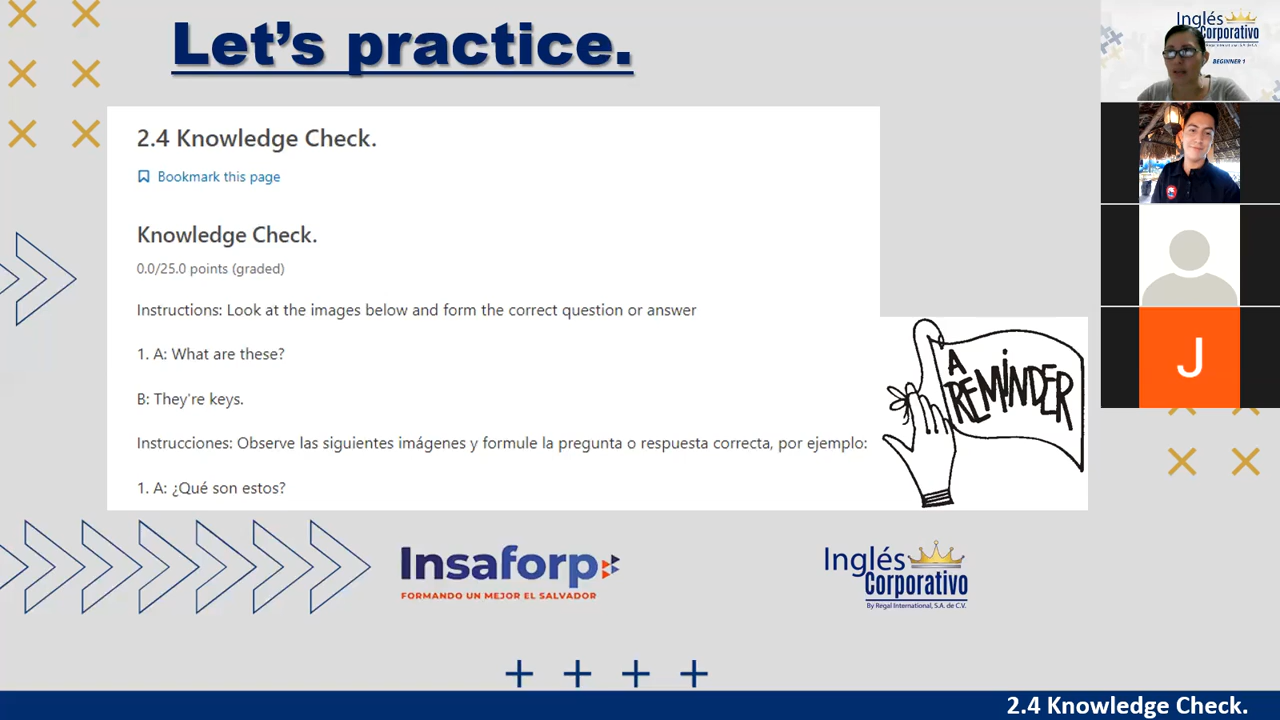 Let's practice.
2.4 Knowledge Check.
Bookmark this page
Knowledge Check.
0.0/25.0 points (graded)
Instructions: Look at the images below and form the correct question or answer
1. A: What are these?
B: They're keys.
Instrucciones: Observe las siguientes imágenes y formule la pregunta o respuesta correcta, por ejemplo:
1. A: ¿Qué son estos?
A
REMINDER
Insaforp
FORMANDO UN MEJOR EL SALVADOR
Inglés
Corporativo
By Regal International, S.A. de C.V.
2.4 Knowledge Check.
Inglés
Corporativo
BEGINNER 1
J